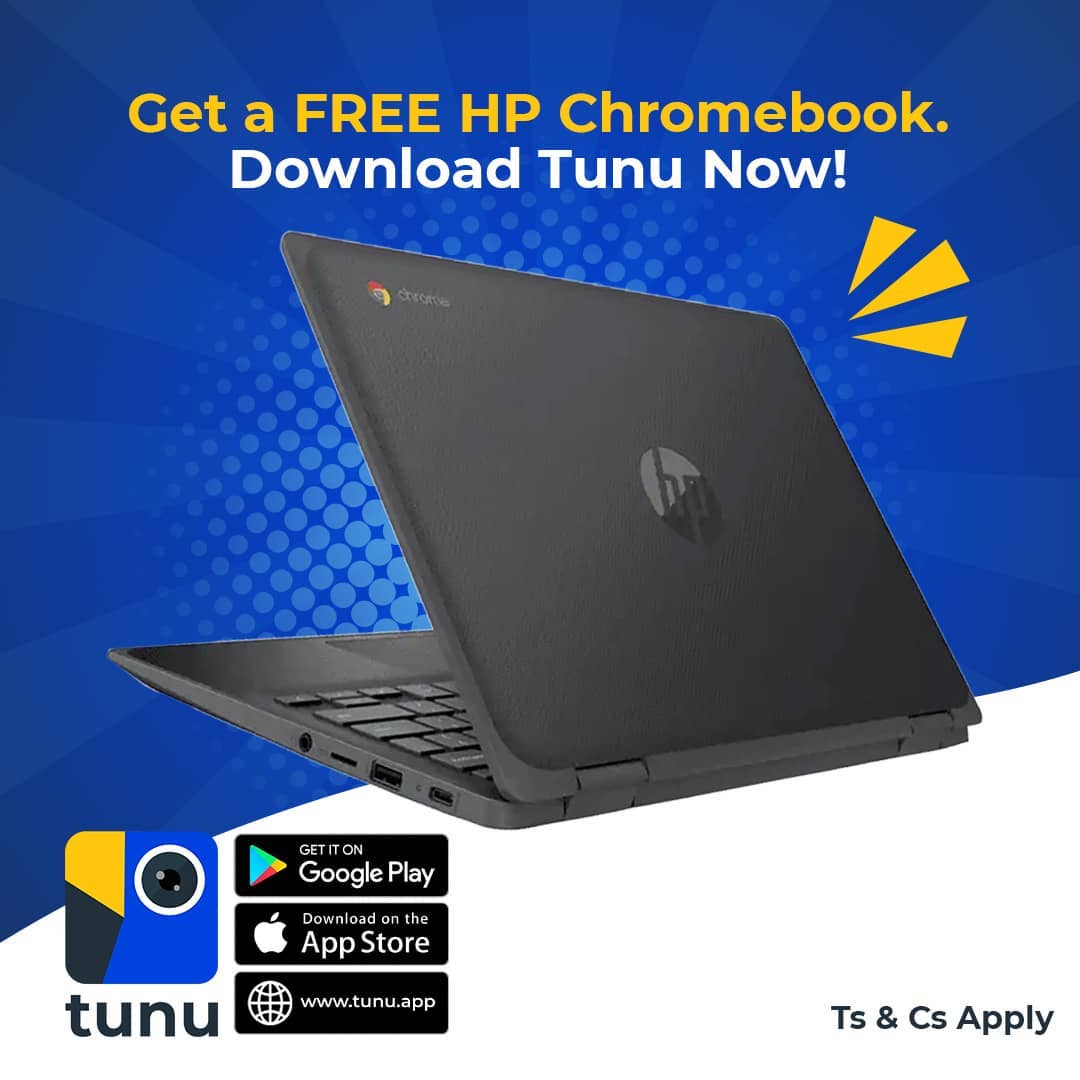 Get a FREE HP Chromebook.
Download Tunu Now!
chrome
hp
GET IT ON
Google Play
Download on the
App Store
www.tunu.app
tunu
Ts & Cs Apply